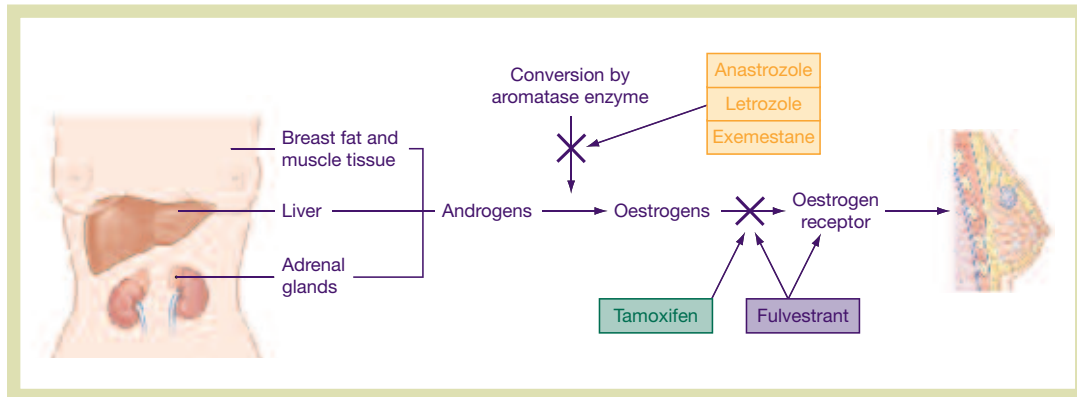 Conversion by
aromatase enzyme
Anastrozole
Letrozole
Exemestane
Breast fat and
muscle tissue
Liver
Androgens
Oestrogens
Oestrogen
receptor
Adrenal
glands
Tamoxifen
Fulvestrant